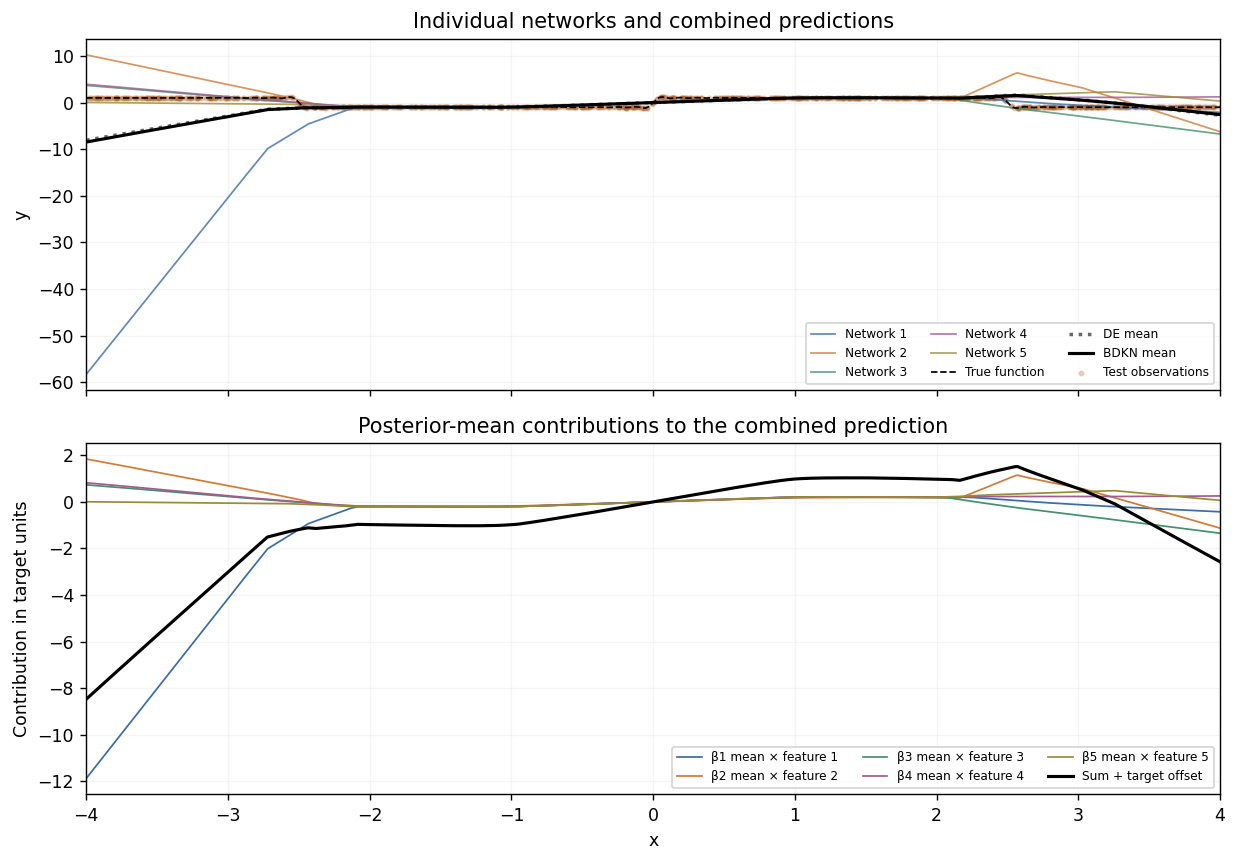 Individual networks and combined predictions
10
0
−10
−20
−30
−40
−50
−60
y
Network 1
Network 2
Network 3
Network 4
Network 5
True function
DE mean
BDKN mean
Test observations
Posterior-mean contributions to the combined prediction
2
0
−2
−4
−6
−8
−10
−12
Contribution in target units
β1 mean × feature 1
β2 mean × feature 2
β3 mean × feature 3
β4 mean × feature 4
β5 mean × feature 5
Sum + target offset
−4
−3
−2
−1
0
1
2
3
4
x